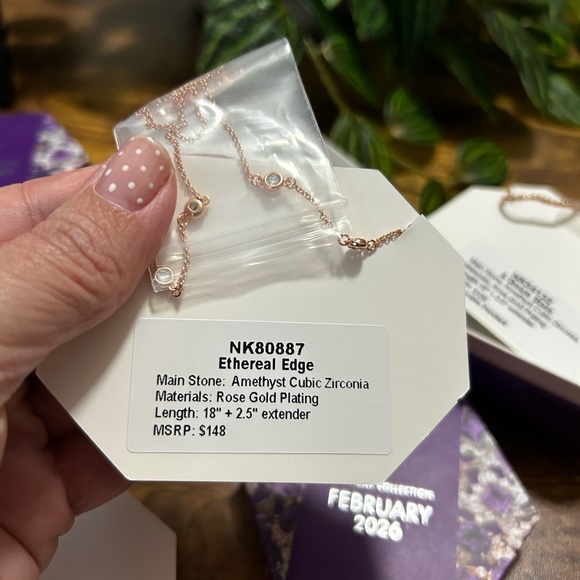 NK80887
Ethereal Edge
Main Stone: Amethyst Cubic Zirconia
Materials: Rose Gold Plating
Length: 18" + 2.5" extender
MSRP: $148
COLLECTION
FEBRUARY
2026